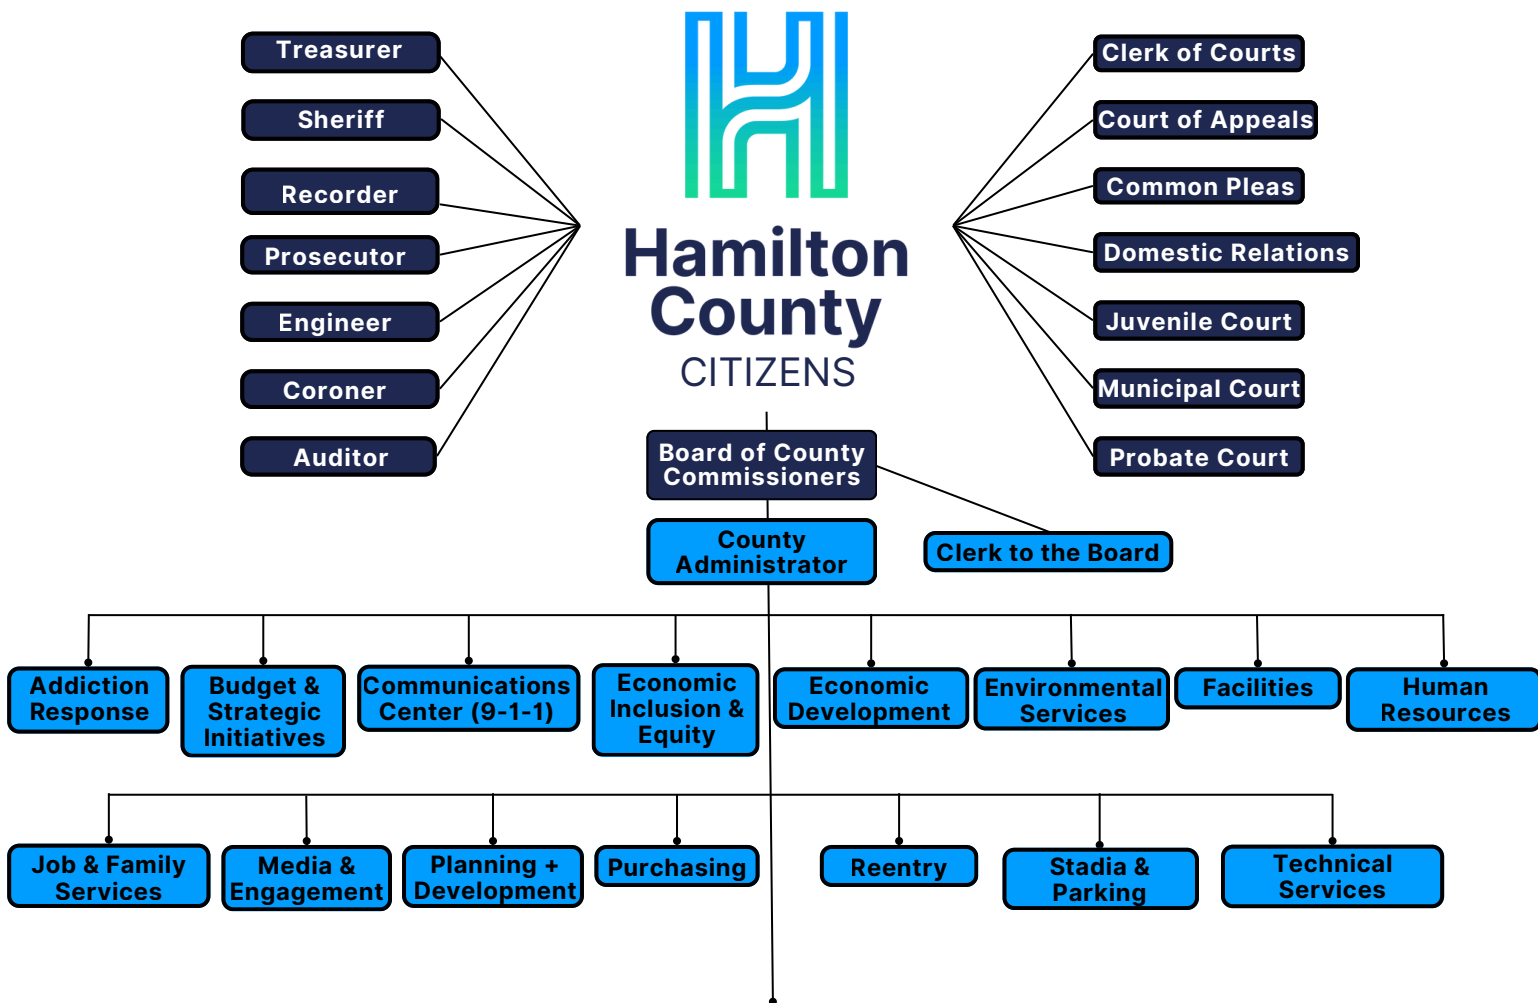 Treasurer
Sheriff
Recorder
Prosecutor
Engineer
Coroner
Auditor
Hamilton
County
CITIZENS
Clerk of Courts
Court of Appeals
Common Pleas
Domestic Relations
Juvenile Court
Municipal Court
Probate Court
Board of County
Commissioners
County
Administrator
Clerk to the Board
Addiction
Response
Budget &
Strategic
Initiatives
Communications
Center (9-1-1)
Economic
Inclusion &
Equity
Economic
Development
Environmental
Services
Facilities
Human
Resources
Job & Family
Services
Media &
Engagement
Planning +
Development
Purchasing
Reentry
Stadia &
Parking
Technical
Services